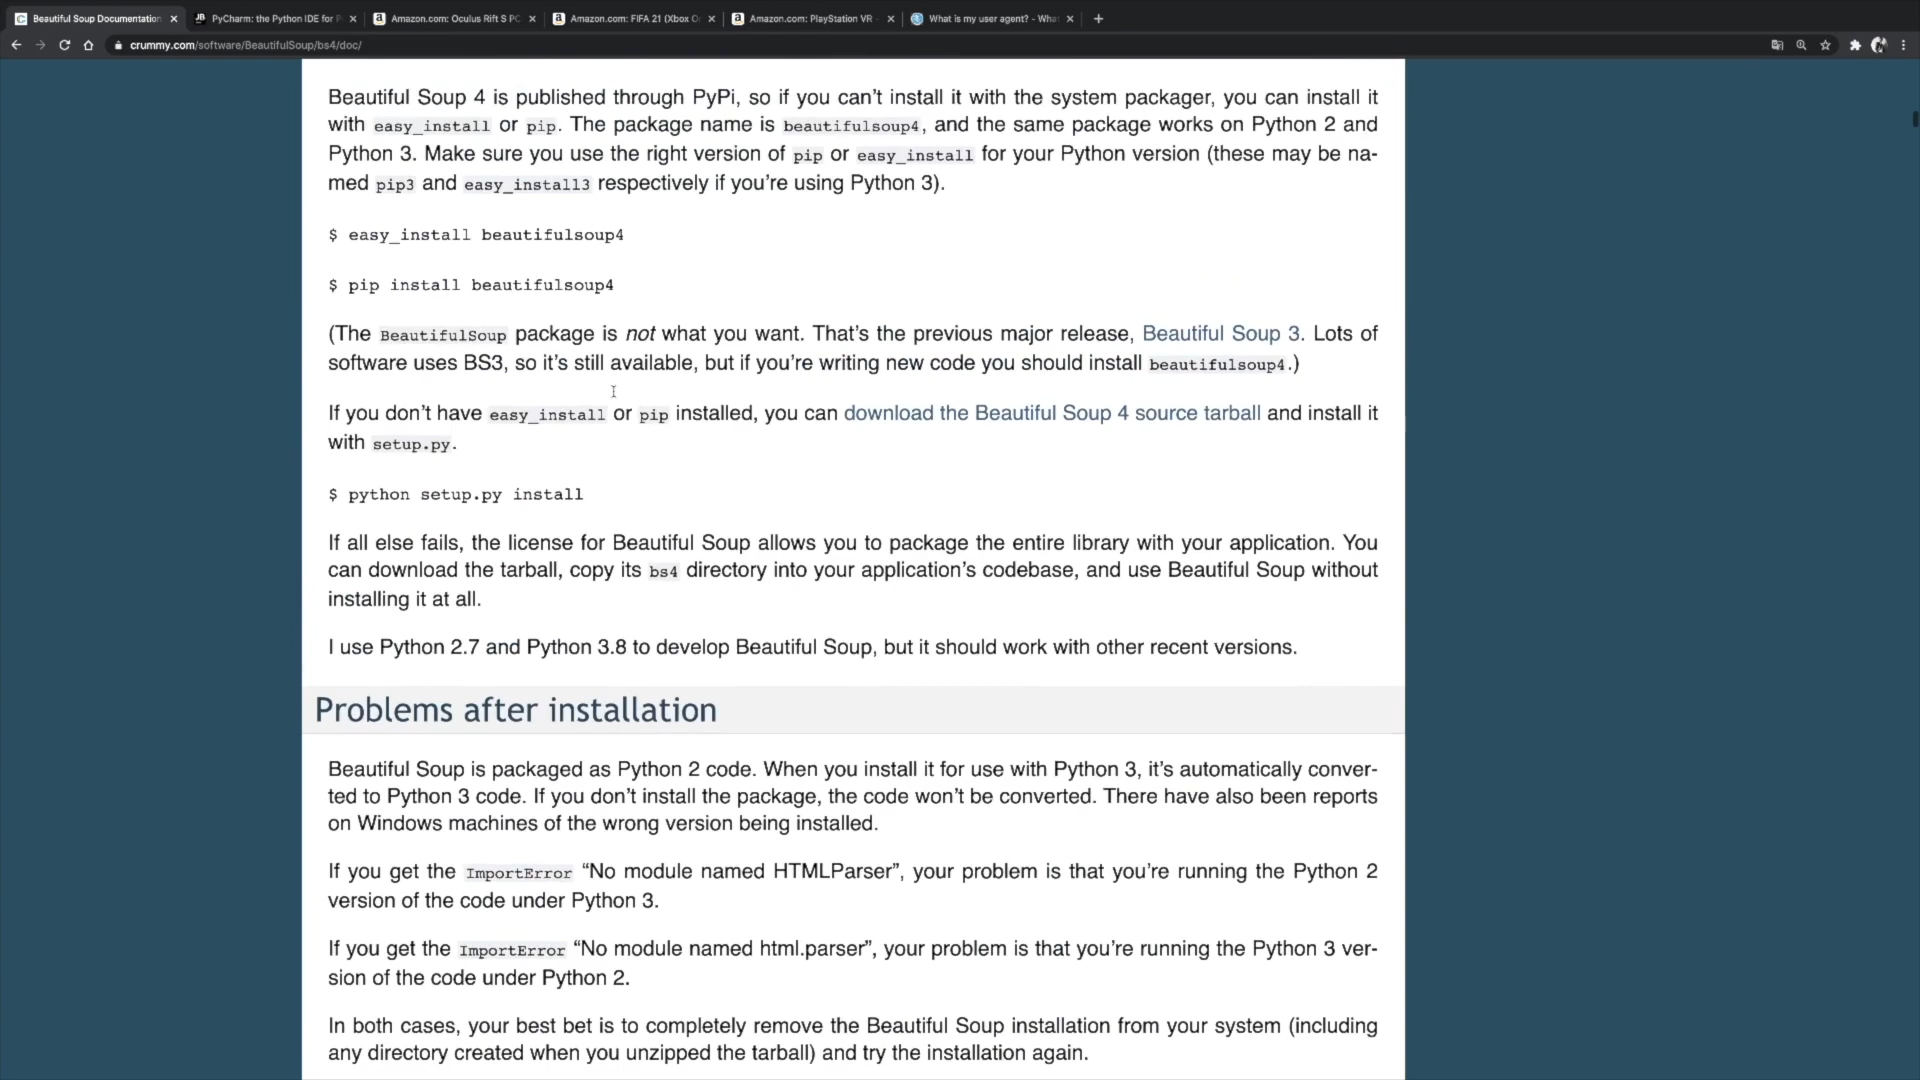 Beautiful Soup Documentation
PyCharm: the Python IDE for P
Amazon.com: Oculus Rift S PC
Amazon.com: FIFA 21 (Xbox O
Amazon.com: PlayStation VR -
What is my user agent? - Wha
crummy.com/software/BeautifulSoup/bs4/doc/
Beautiful Soup 4 is published through PyPi, so if you can’t install it with the system packager, you can install it
with easy_install or pip. The package name is beautifulsoup4, and the same package works on Python 2 and
Python 3. Make sure you use the right version of pip or easy_install for your Python version (these may be na-
med pip3 and easy_install3 respectively if you’re using Python 3).
$ easy_install beautifulsoup4
$ pip install beautifulsoup4
(The BeautifulSoup package is not what you want. That’s the previous major release, Beautiful Soup 3. Lots of
software uses BS3, so it’s still available, but if you’re writing new code you should install beautifulsoup4.)
If you don’t have easy_install or pip installed, you can download the Beautiful Soup 4 source tarball and install it
with setup.py.
$ python setup.py install
If all else fails, the license for Beautiful Soup allows you to package the entire library with your application. You
can download the tarball, copy its bs4 directory into your application’s codebase, and use Beautiful Soup without
installing it at all.
I use Python 2.7 and Python 3.8 to develop Beautiful Soup, but it should work with other recent versions.
Problems after installation
Beautiful Soup is packaged as Python 2 code. When you install it for use with Python 3, it’s automatically conver-
ted to Python 3 code. If you don’t install the package, the code won’t be converted. There have also been reports
on Windows machines of the wrong version being installed.
If you get the ImportError “No module named HTMLParser”, your problem is that you’re running the Python 2
version of the code under Python 3.
If you get the ImportError “No module named html.parser”, your problem is that you’re running the Python 3 ver-
sion of the code under Python 2.
In both cases, your best bet is to completely remove the Beautiful Soup installation from your system (including
any directory created when you unzipped the tarball) and try the installation again.